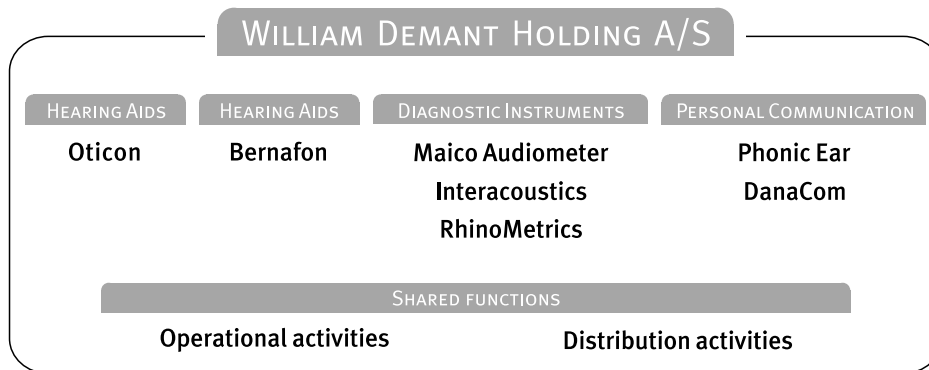 William Demant Holding A/S
Hearing Aids
Oticon
Hearing Aids
Bernafon
Diagnostic Instruments
Maico Audiometer
Interacoustics
RhinoMetrics
Personal Communication
Phonic Ear
DanaCom
Shared functions
Operational activities
Distribution activities